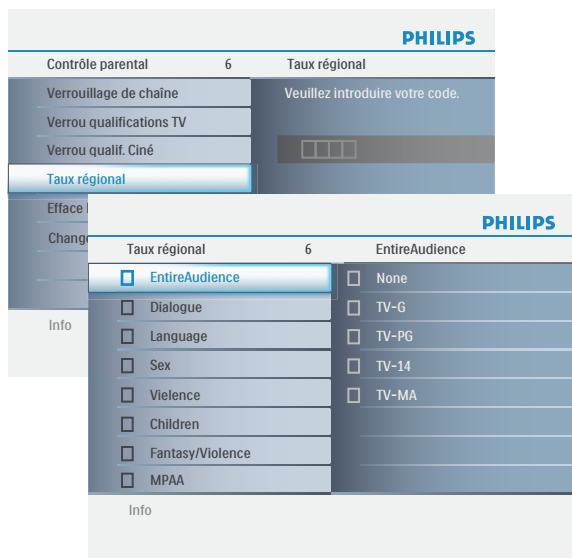 PHILIPS
Contrôle parental 6 Taux régional
Verrouillage de chaîne Veuillez introduire votre code.
Verrou qualifications TV
Verrou qualif. Ciné
Taux régional
Efface
Change
Info
PHILIPS
Taux régional 6 EntireAudience
EntireAudience None
Dialogue TV-G
Language TV-PG
Sex TV-14
Vielence TV-MA
Children
Fantasy/Violence
MPAA
Info